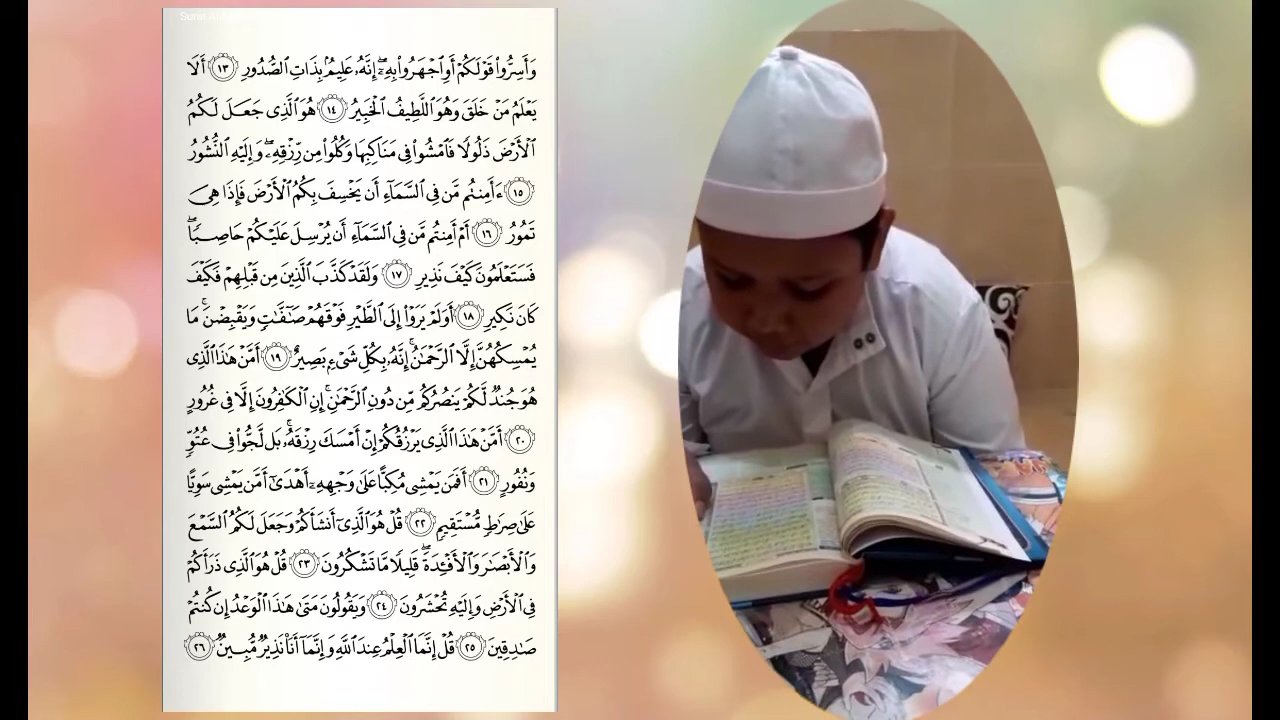 وَأَسِرُّوا۟ قَوْلَكُمْ أَوِ ٱجْهَرُوا۟ بِهِۦٓ ۖ إِنَّهُۥ عَلِيمٌۢ بِذَاتِ ٱلصُّدُورِ ١٣ أَلَا
يَعْلَمُ مَنْ خَلَقَ وَهُوَ ٱللَّطِيفُ ٱلْخَبِيرُ ١٤ هُوَ ٱلَّذِى جَعَلَ لَكُمُ
ٱلْأَرْضَ ذَلُولًا فَٱمْشُوا۟ فِى مَنَاكِبِهَا وَكُلُوا۟ مِن رِّزْقِهِۦ ۖ وَإِلَيْهِ ٱلنُّشُورُ
١٥ ءَأَمِنتُم مَّن فِى ٱلسَّمَآءِ أَن يَخْسِفَ بِكُمُ ٱلْأَرْضَ فَإِذَا هِىَ
تَمُورُ ١٦ أَمْ أَمِنتُم مَّن فِى ٱلسَّمَآءِ أَن يُرْسِلَ عَلَيْكُمْ حَاصِبًا ۖ
فَسَتَعْلَمُونَ كَيْفَ نَذِيرِ ١٧ وَلَقَدْ كَذَّبَ ٱلَّذِينَ مِن قَبْلِهِمْ فَكَيْفَ
كَانَ نَكِيرِ ١٨ أَوَلَمْ يَرَوْا۟ إِلَى ٱلطَّيْرِ فَوْقَهُمْ صَٰٓفَّٰتٍ وَيَقْبِضْنَ ۚ مَا
يُمْسِكُهُنَّ إِلَّا ٱلرَّحْمَٰنُ ۚ إِنَّهُۥ بِكُلِّ شَىْءٍۭ بَصِيرٌ ١٩ أَمَّنْ هَٰذَا ٱلَّذِى
هُوَ جُندٌ لَّكُمْ يَنصُرُكُم مِّن دُونِ ٱلرَّحْمَٰنِ ۚ إِنِ ٱلْكَٰفِرُونَ إِلَّا فِى غُرُورٍ
٢٠ أَمَّنْ هَٰذَا ٱلَّذِى يَرْزُقُكُمْ إِنْ أَمْسَكَ رِزْقَهُۥ ۚ بَل لَّجُّوا۟ فِى عُتُوٍّ
وَنُفُورٍ ٢١ أَفَمَن يَمْشِى مُكِبًّا عَلَىٰ وَجْهِهِۦٓ أَهْدَىٰٓ أَمَّن يَمْشِى سَوِيًّا
عَلَىٰ صِرَٰطٍ مُّسْتَقِيمٍ ٢٢ قُلْ هُوَ ٱلَّذِىٓ أَنشَأَكُمْ وَجَعَلَ لَكُمُ ٱلسَّمْعَ
وَٱلْأَبْصَٰرَ وَٱلْأَفْـِٔدَةَ ۖ قَلِيلًا مَّا تَشْكُرُونَ ٢٣ قُلْ هُوَ ٱلَّذِى ذَرَأَكُمْ
فِى ٱلْأَرْضِ وَإِلَيْهِ تُحْشَرُونَ ٢٤ وَيَقُولُونَ مَتَىٰ هَٰذَا ٱلْوَعْدُ إِن كُنتُمْ
صَٰدِقِينَ ٢٥ قُلْ إِنَّمَا ٱلْعِلْمُ عِندَ ٱللَّهِ وَإِنَّمَآ أَنَا۠ نَذِيرٌ مُّبِينٌ ٢٦